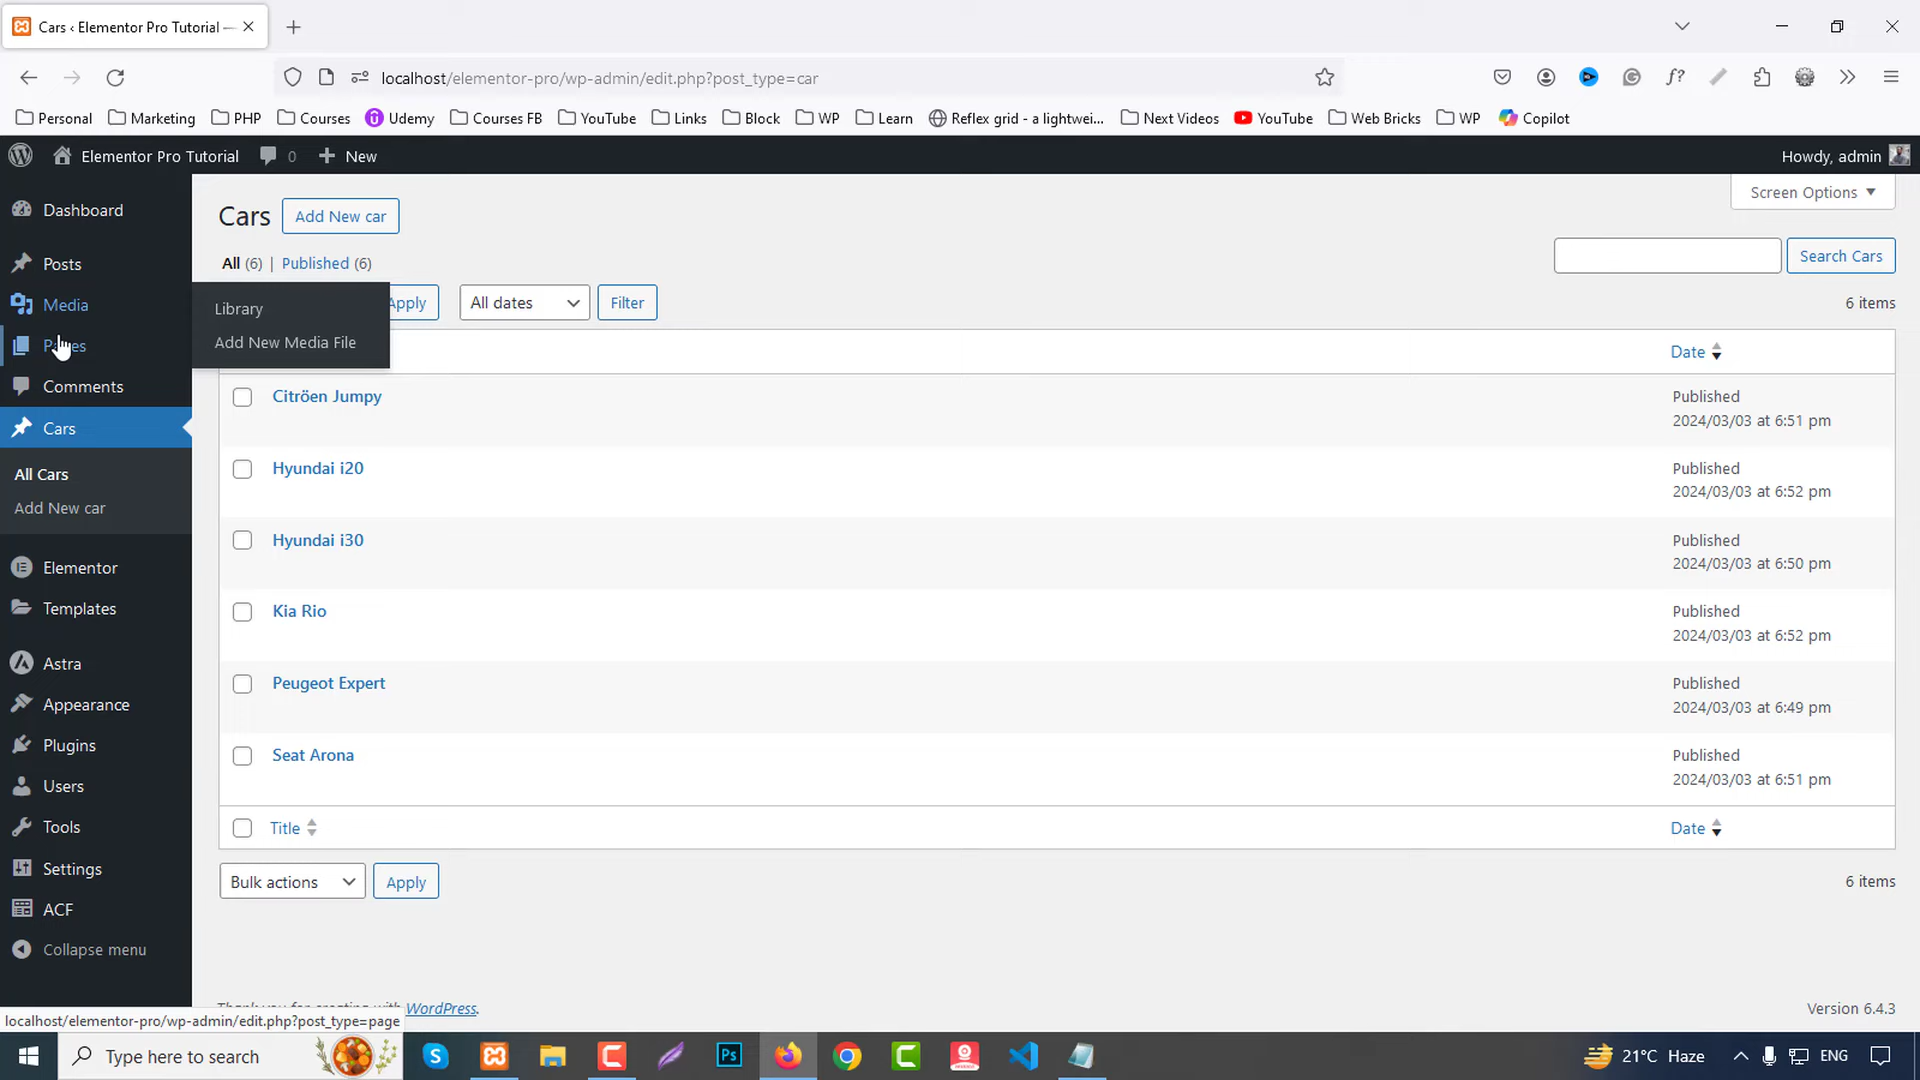 Cars ‹ Elementor Pro Tutorial —
localhost/elementor-pro/wp-admin/edit.php?post_type=car
Personal Marketing PHP Courses Udemy Courses FB YouTube Links Block WP Learn Reflex grid - a lightwei... Next Videos YouTube Web Bricks WP Copilot
Elementor Pro Tutorial 0 New Howdy, admin
Dashboard
Posts
Media
Pages
Comments
Cars
All Cars
Add New car
Elementor
Templates
Astra
Appearance
Plugins
Users
Tools
Settings
ACF
Collapse menu
Library
Add New Media File
Cars Add New car
Screen Options
All (6) | Published (6)
Search Cars
Apply All dates Filter 6 items
Date
Citröen Jumpy Published
2024/03/03 at 6:51 pm
Hyundai i20 Published
2024/03/03 at 6:52 pm
Hyundai i30 Published
2024/03/03 at 6:50 pm
Kia Rio Published
2024/03/03 at 6:52 pm
Peugeot Expert Published
2024/03/03 at 6:49 pm
Seat Arona Published
2024/03/03 at 6:51 pm
Title Date
Bulk actions Apply 6 items
Thank you for creating with WordPress. Version 6.4.3
localhost/elementor-pro/wp-admin/edit.php?post_type=page
Type here to search 21°C Haze ENG